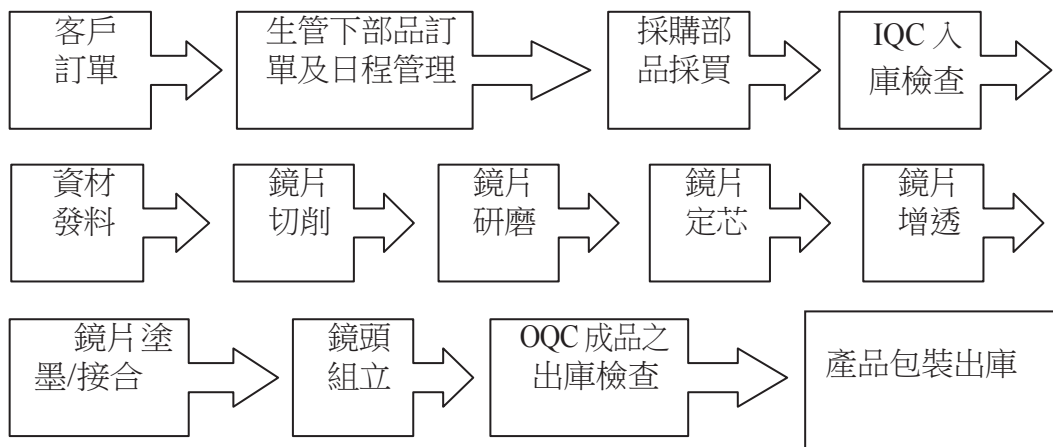 客戶
訂單
生管下部品訂
單及日程管理
採購部
品採買
IQC 入
庫檢查
資材
發料
鏡片
切削
鏡片
研磨
鏡片
定芯
鏡片
增透
鏡片塗
墨/接合
鏡頭
組立
OQC 成品之
出庫檢查
產品包裝出庫